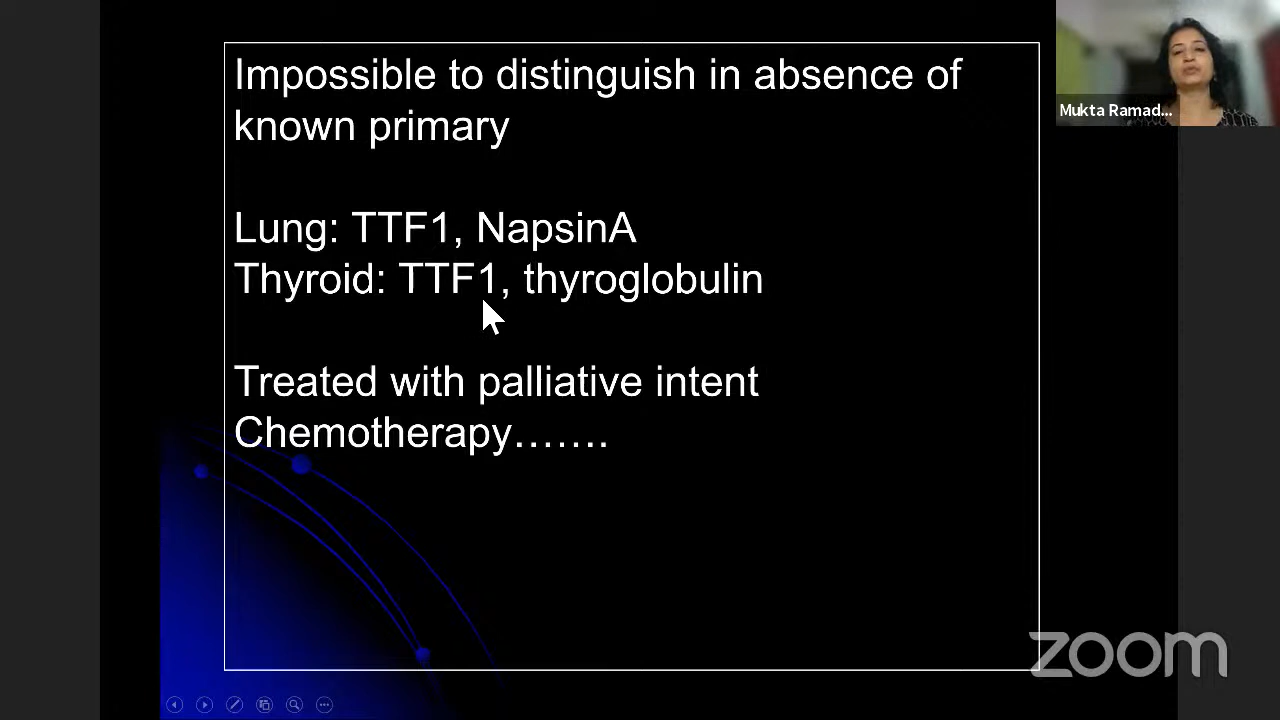 Impossible to distinguish in absence of
known primary
Lung: TTF1, NapsinA
Thyroid: TTF1, thyroglobulin
Treated with palliative intent
Chemotherapy.......
Mukta Ramad...
zoom